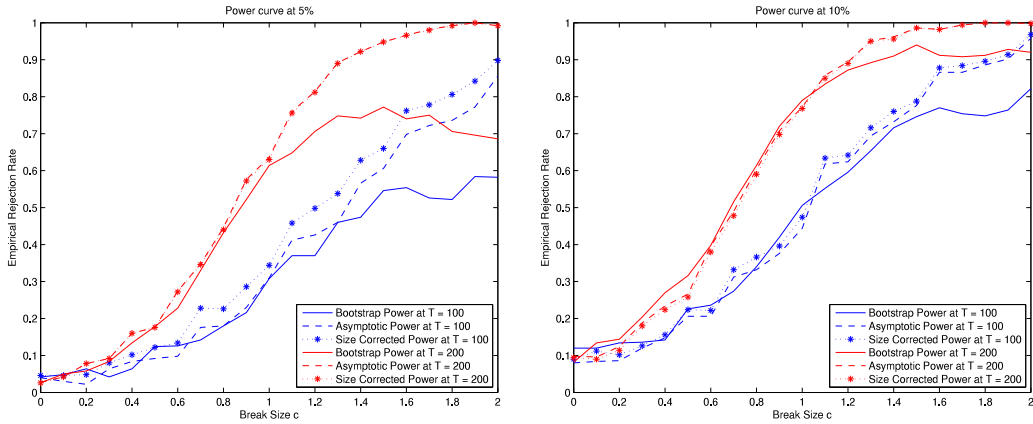 Power curve at 5%
1
0.9
0.8
0.7
0.6
0.5
0.4
0.3
0.2
0.1
0
Empirical Rejection Rate
0
0.2
0.4
0.6
0.8
1
1.2
1.4
1.6
1.8
2
Break Size c
Bootstrap Power at T = 100
Asymptotic Power at T = 100
Size Corrected Power at T = 100
Bootstrap Power at T = 200
Asymptotic Power at T = 200
Size Corrected Power at T = 200
Power curve at 10%
1
0.9
0.8
0.7
0.6
0.5
0.4
0.3
0.2
0.1
0
Empirical Rejection Rate
0
0.2
0.4
0.6
0.8
1
1.2
1.4
1.6
1.8
2
Break Size c
Bootstrap Power at T = 100
Asymptotic Power at T = 100
Size Corrected Power at T = 100
Bootstrap Power at T = 200
Asymptotic Power at T = 200
Size Corrected Power at T = 200